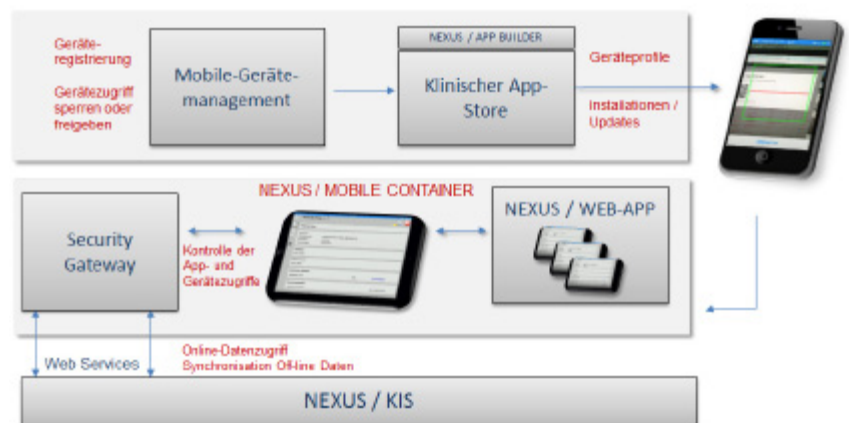 Geräte-
registrierung
Gerätezugriff
sperren oder
freigeben
Mobile-Geräte-
management
NEXUS / APP BUILDER
Klinischer App-
Store
Geräteprofile
Installationen /
Updates
NEXUS / MOBILE CONTAINER
Security
Gateway
Kontrolle der
App- und
Gerätezugriffe
NEXUS / WEB-APP
Web Services
Online-Datenzugriff
Synchronisation Off-line Daten
NEXUS / KIS